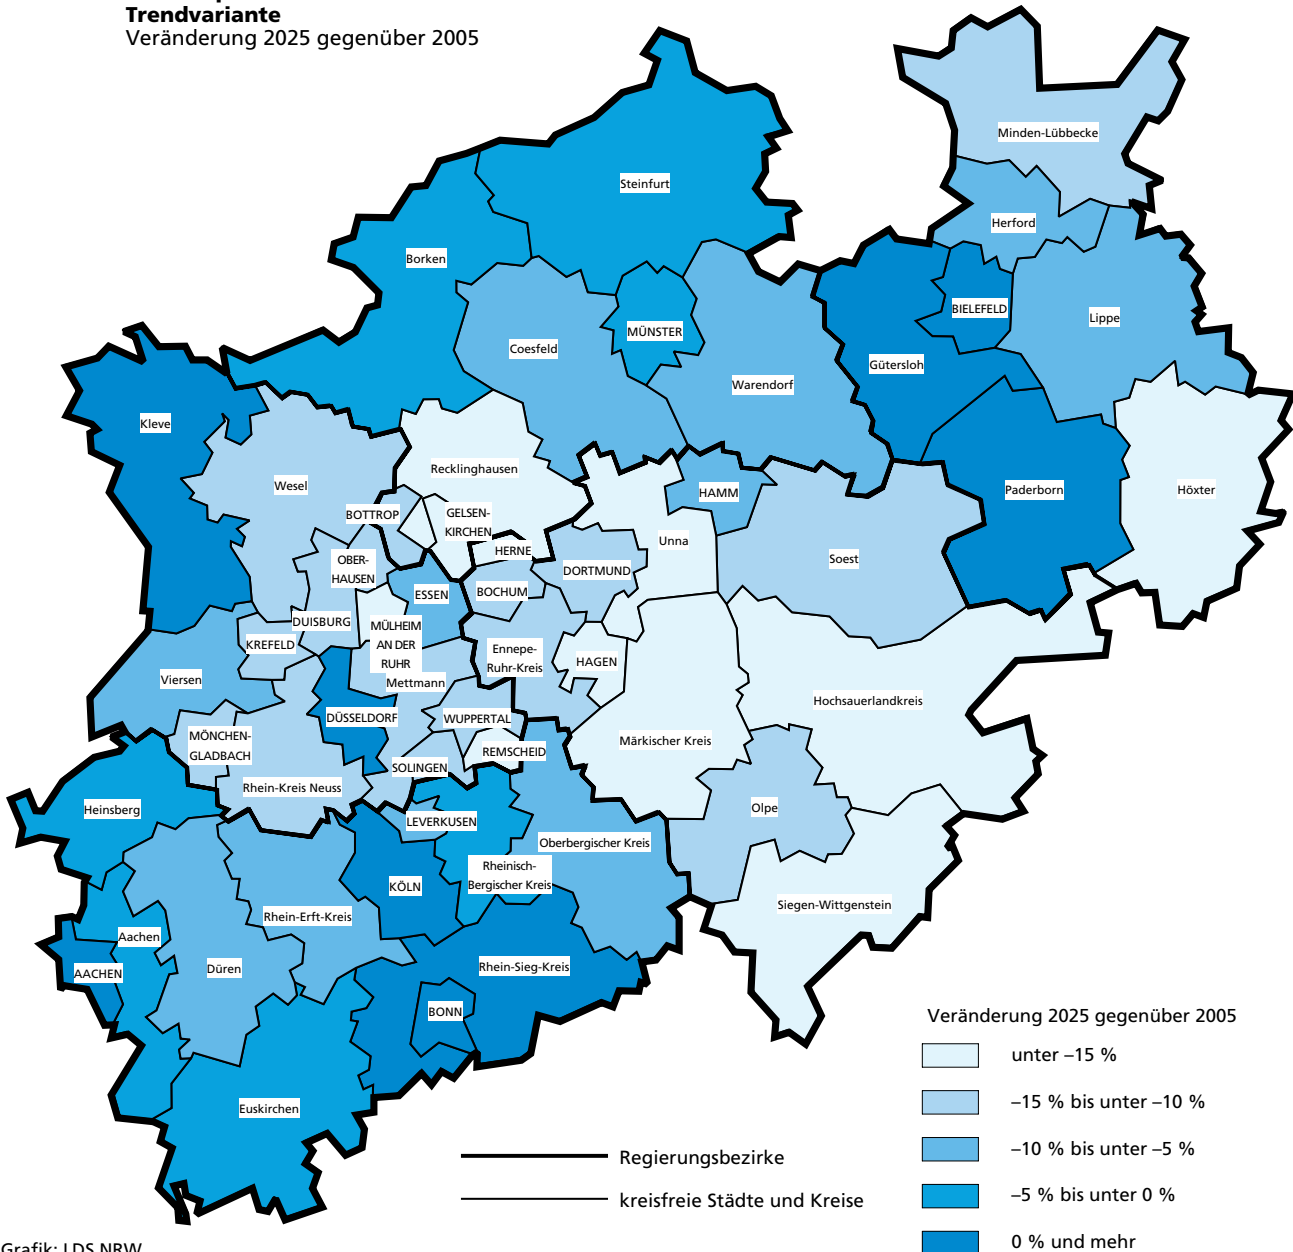 Trendvariante
Veränderung 2025 gegenüber 2005
Minden-Lübbecke
Steinfurt
Herford
Borken
BIELEFELD
Lippe
MÜNSTER
Coesfeld
Gütersloh
Warendorf
Kleve
Recklinghausen
Wesel
HAMM
Paderborn
Höxter
BOTTROP
GELSEN-
KIRCHEN
Unna
HERNE
Soest
OBER-
HAUSEN
DORTMUND
ESSEN
BOCHUM
DUISBURG
MÜLHEIM
AN DER
RUHR
KREFELD
Ennepe-
Ruhr-Kreis
HAGEN
Viersen
Mettmann
Hochsauerlandkreis
DÜSSELDORF
WUPPERTAL
MÖNCHEN-
GLADBACH
Märkischer Kreis
REMSCHEID
SOLINGEN
Rhein-Kreis Neuss
Heinsberg
Olpe
LEVERKUSEN
Oberbergischer Kreis
Rheinisch-
Bergischer Kreis
KÖLN
Siegen-Wittgenstein
Rhein-Erft-Kreis
Aachen
Düren
Rhein-Sieg-Kreis
AACHEN
BONN
Euskirchen
Veränderung 2025 gegenüber 2005
unter –15 %
–15 % bis unter –10 %
–10 % bis unter –5 %
–5 % bis unter 0 %
0 % und mehr
Regierungsbezirke
kreisfreie Städte und Kreise
Grafik: LDS NRW